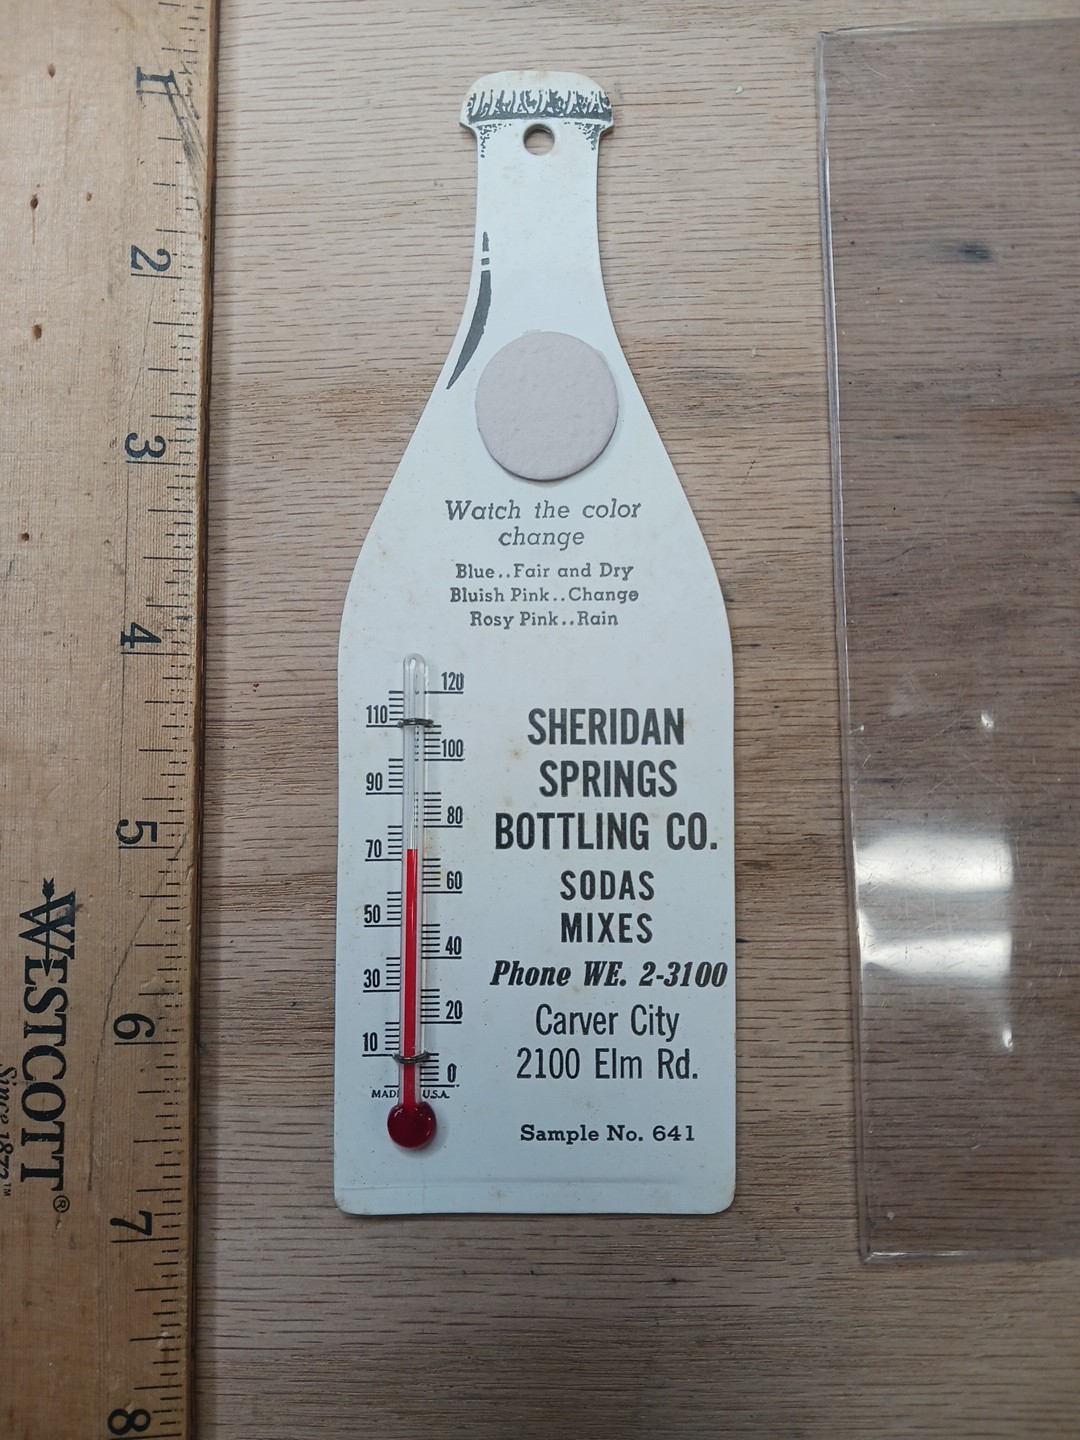 1
2
3
4
5
6
7
8
WESTCOTT®
Since 1872™
Watch the color
change
Blue..Fair and Dry
Bluish Pink..Change
Rosy Pink..Rain
120
110
100
90
80
70
60
50
40
30
20
10
0
U.S.A.
SHERIDAN
SPRINGS
BOTTLING CO.
SODAS
MIXES
Phone WE. 2-3100
Carver City
2100 Elm Rd.
Sample No. 641